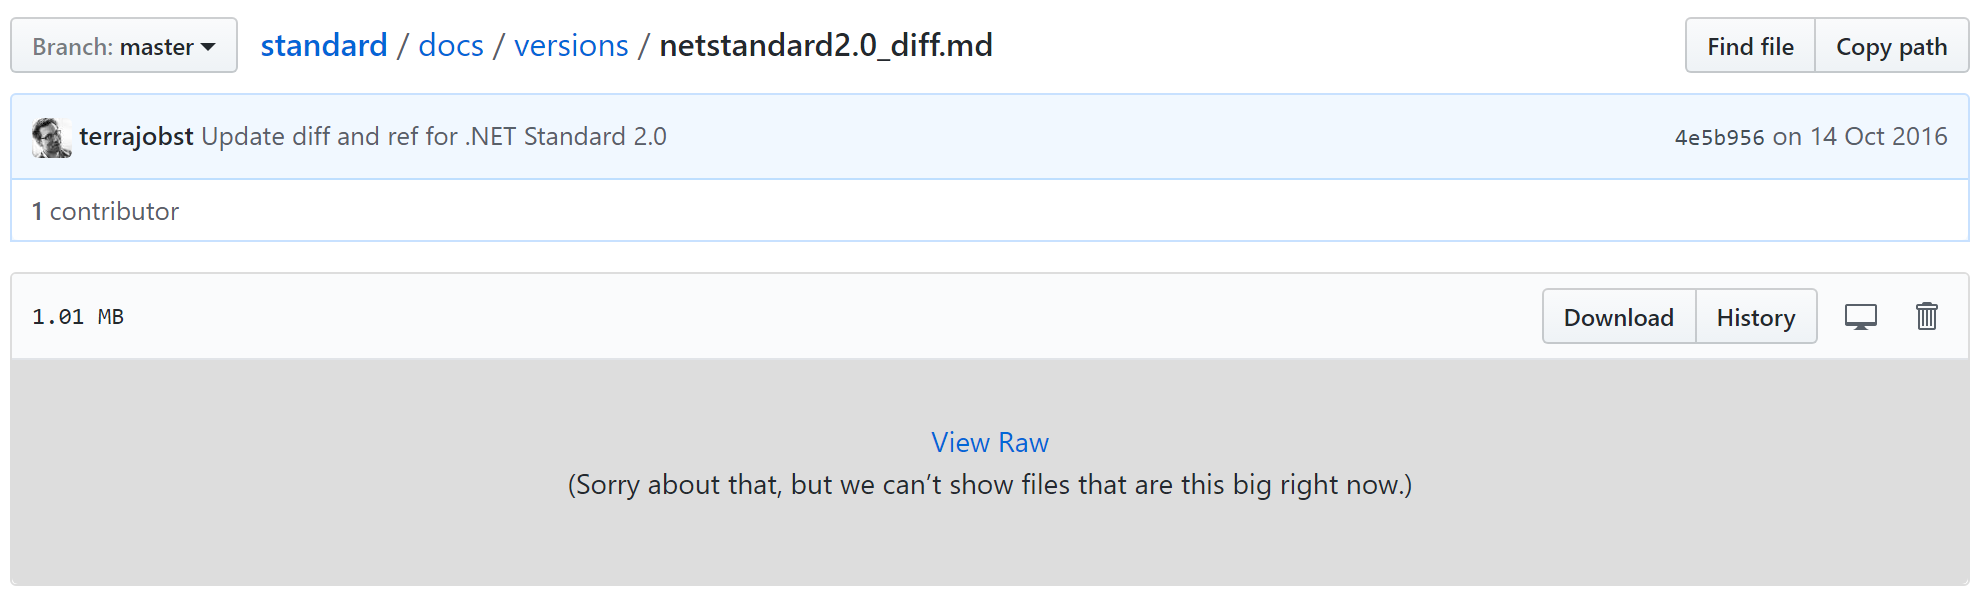 Branch: master standard / docs / versions / netstandard2.0_diff.md Find file Copy path
terrajobst Update diff and ref for .NET Standard 2.0 4e5b956 on 14 Oct 2016
1 contributor
1.01 MB Download History
View Raw
(Sorry about that, but we can’t show files that are this big right now.)